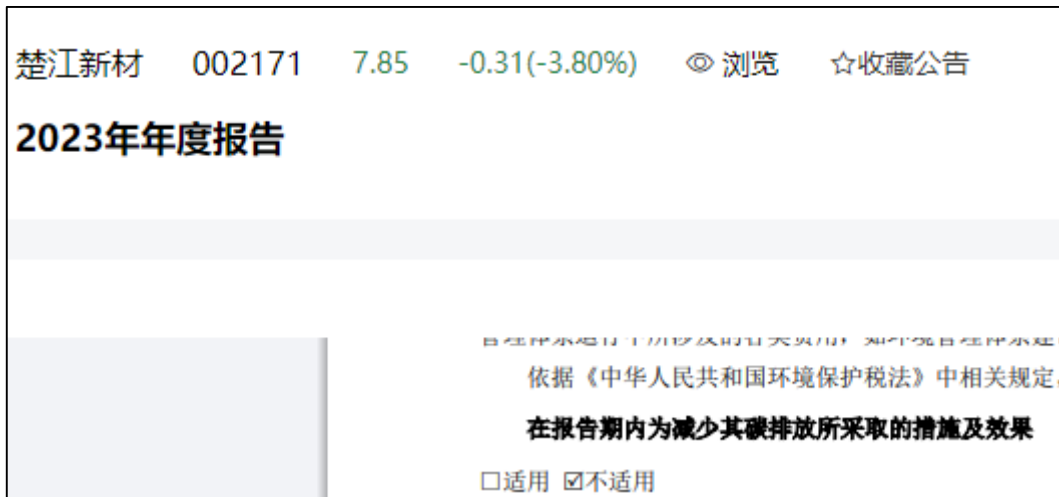 楚江新材 002171 7.85 -0.31(-3.80%) 浏览 ☆收藏公告
2023年年度报告
依据《中华人民共和国环境保护税法》中相关规定
在报告期内为减少其碳排放所采取的措施及效果
□适用 ☑不适用